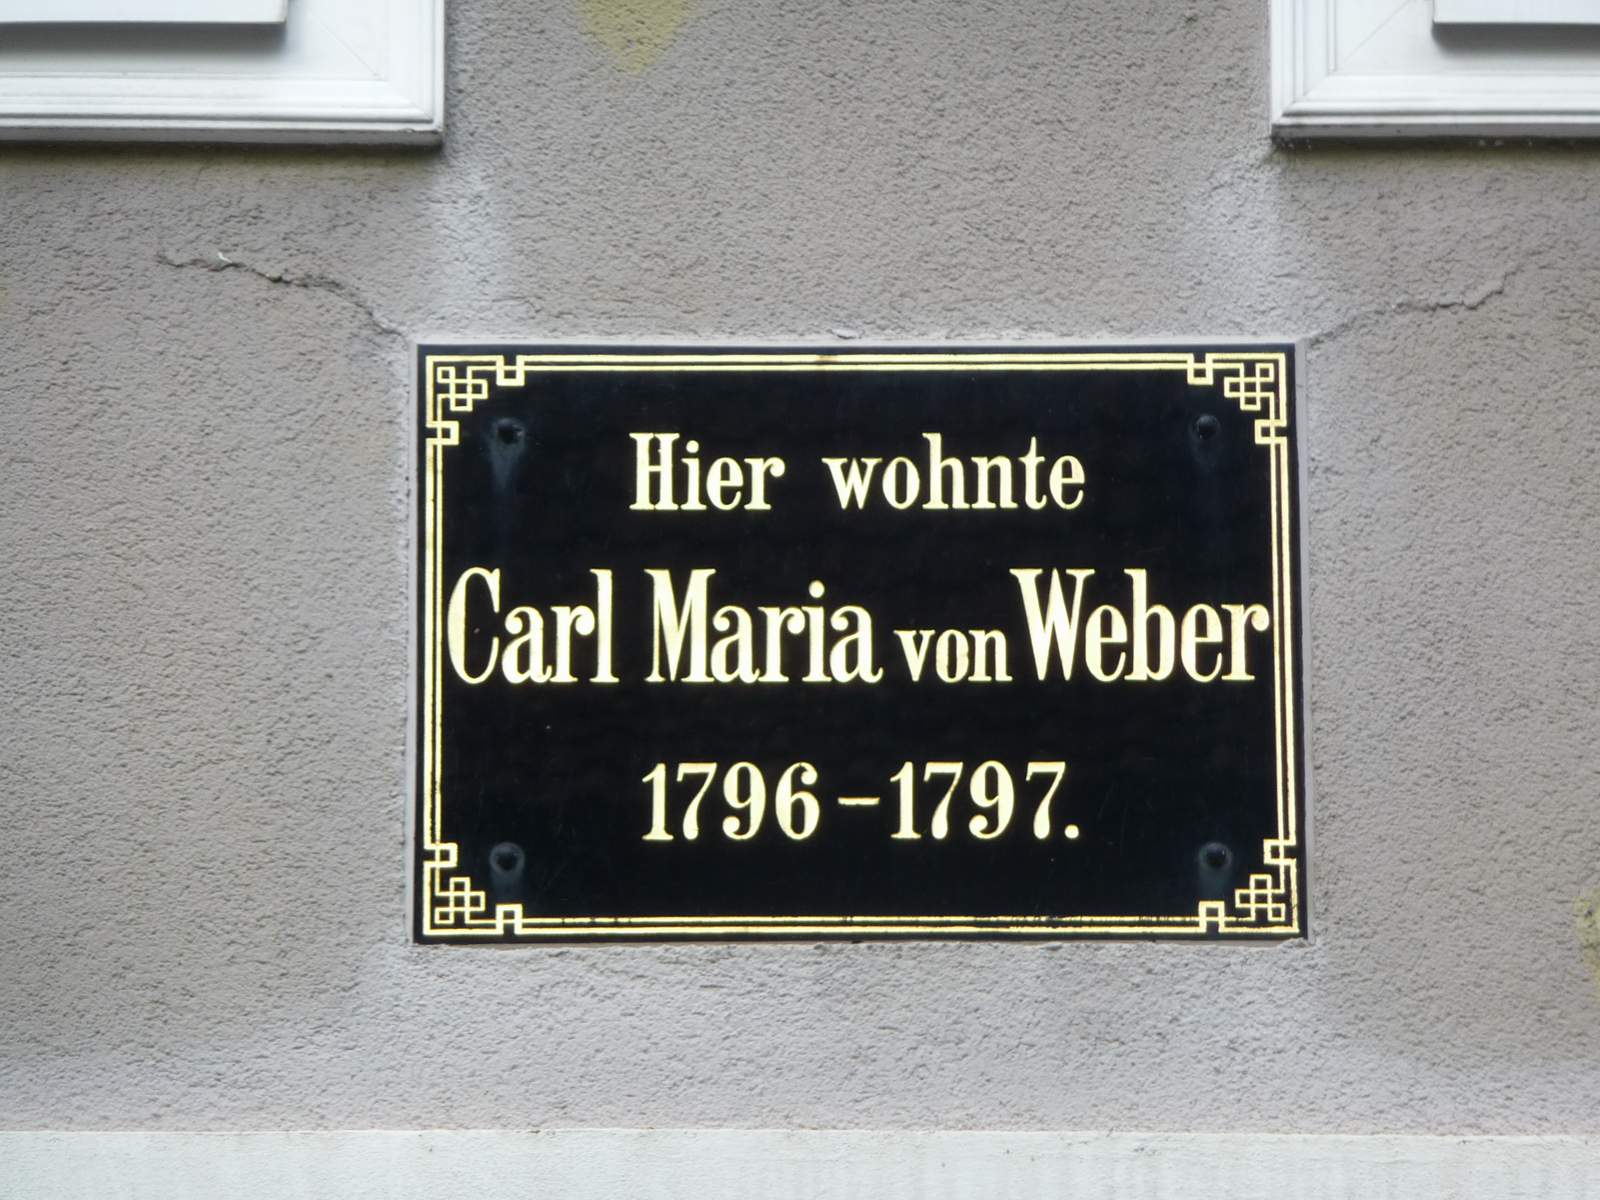 Hier wohnte
Carl Maria von Weber
1796 – 1797.